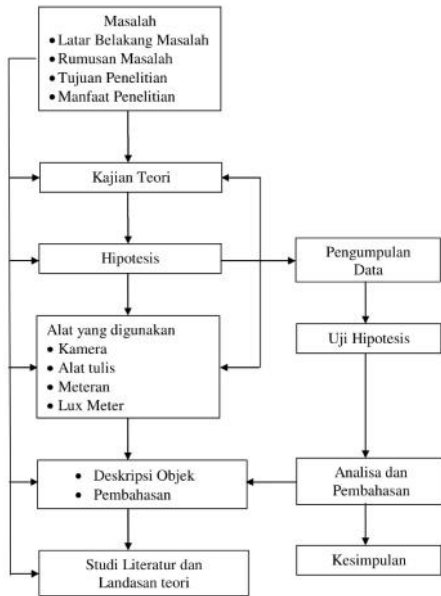 Masalah
• Latar Belakang Masalah
• Rumusan Masalah
• Tujuan Penelitian
• Manfaat Penelitian
Kajian Teori
Hipotesis
Alat yang digunakan
• Kamera
• Alat tulis
• Meteran
• Lux Meter
• Deskripsi Objek
• Pembahasan
Studi Literatur dan
Landasan teori
Pengumpulan
Data
Uji Hipotesis
Analisa dan
Pembahasan
Kesimpulan